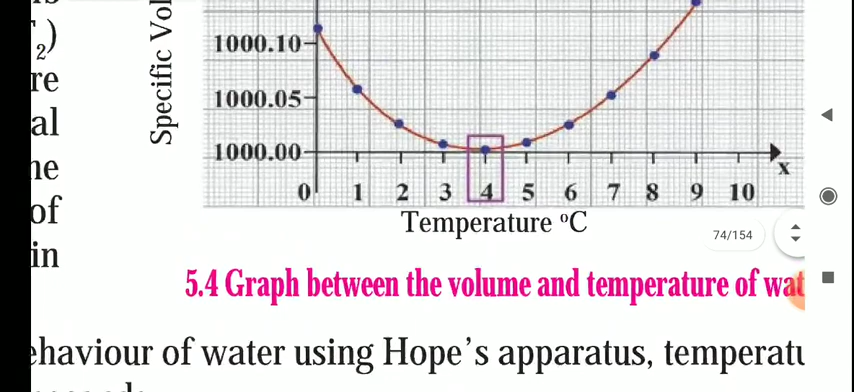 2)
re
al
he
of
in
Specific Vol
1000.10
1000.05
1000.00
0 1 2 3 4 5 6 7 8 9 10
x
Temperature °C
74/154
5.4 Graph between the volume and temperature of wat
ehaviour of water using Hope's apparatus, temperatu